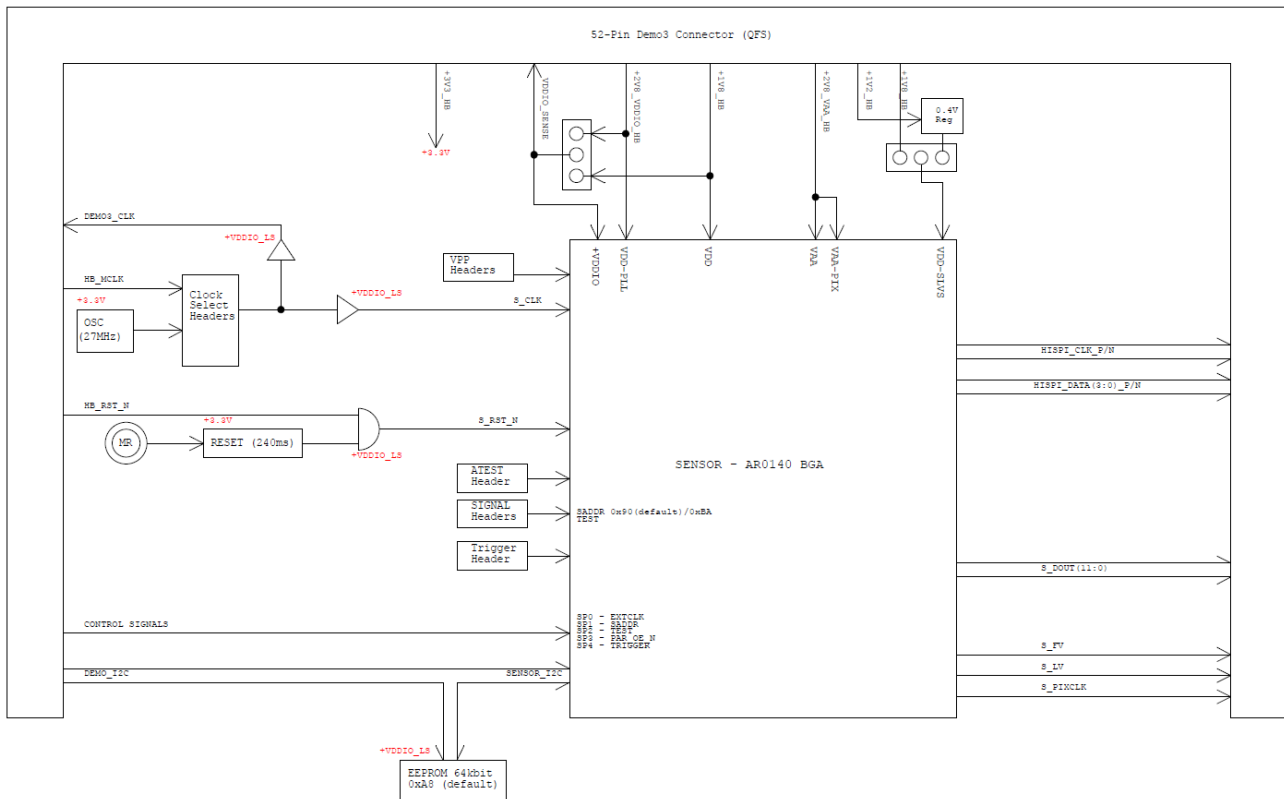 52-Pin Demo3 Connector (QFS)
+3V3_HB
VDDIO_SENSE
+2V8_VDDIO_HB
+1V8_HB
+2V8_VAA_HB
+1V2_HB
+1V8_HB
0.4V
Reg
+3.3V
DEMO3_CLK
+VDDIO_LS
HB_MCLK
+3.3V
OSC
(27MHz)
Clock
Select
Headers
+VDDIO_LS
S_CLK
VPP
Headers
+VDDIO
VDD-PLL
VDD
VAA
VAA-PIX
VDD-SLVS
HISPI_CLK_P/N
HISPI_DATA(3:0)_P/N
HB_RST_N
+3.3V
MR
RESET (240ms)
+VDDIO_LS
S_RST_N
SENSOR - AR0140 BGA
ATEST
Header
SIGNAL
Headers
SADDR 0x90(default)/0xBA
TEST
Trigger
Header
S_DOUT(11:0)
CONTROL SIGNALS
SP0 - EXTCLK
SP1 - SADDR
SP2 - TEST
SP3 - PAR_OE_N
SP4 - TRIGGER
S_FV
S_LV
S_PIXCLK
DEMO_I2C
SENSOR_I2C
+VDDIO_LS
EEPROM 64kbit
0xA8 (default)